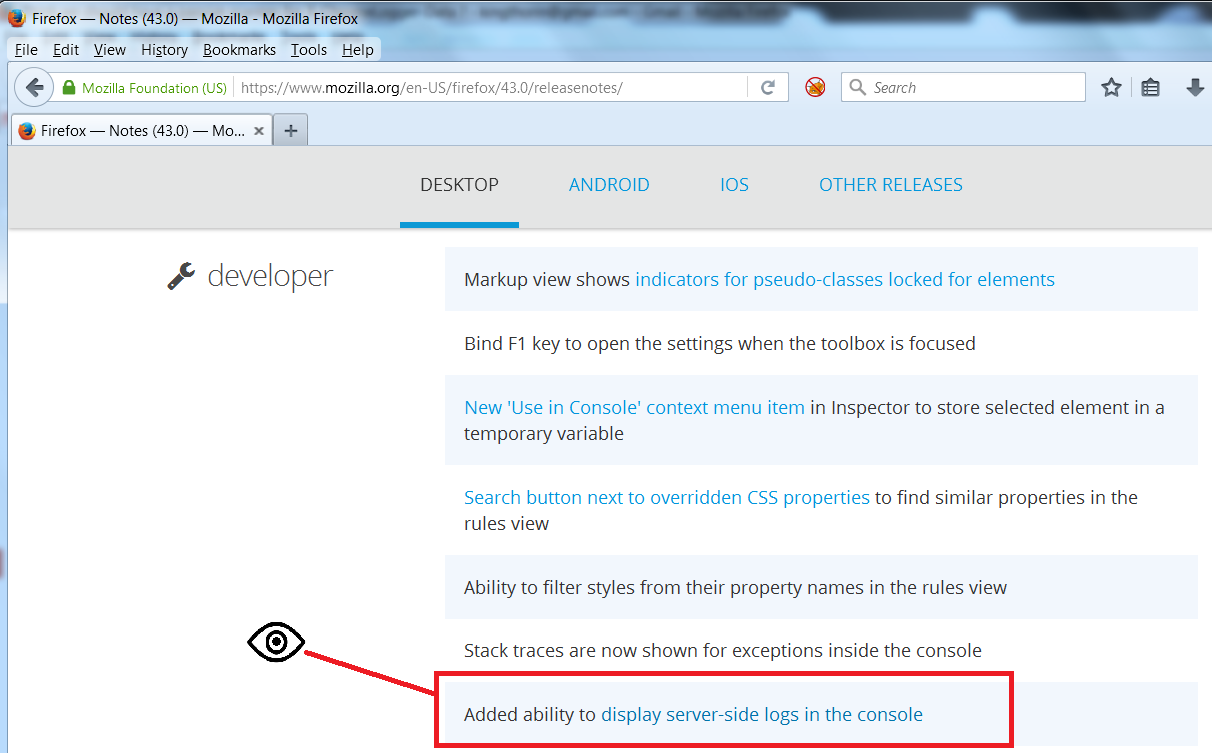 Firefox — Notes (43.0) — Mozilla - Mozilla Firefox
File Edit View History Bookmarks Tools Help
Mozilla Foundation (US) https://www.mozilla.org/en-US/firefox/43.0/releasenotes/ Search
Firefox — Notes (43.0) — Mo...
DESKTOP ANDROID IOS OTHER RELEASES
developer
Markup view shows indicators for pseudo-classes locked for elements
Bind F1 key to open the settings when the toolbox is focused
New 'Use in Console' context menu item in Inspector to store selected element in a
temporary variable
Search button next to overridden CSS properties to find similar properties in the
rules view
Ability to filter styles from their property names in the rules view
Stack traces are now shown for exceptions inside the console
Added ability to display server-side logs in the console